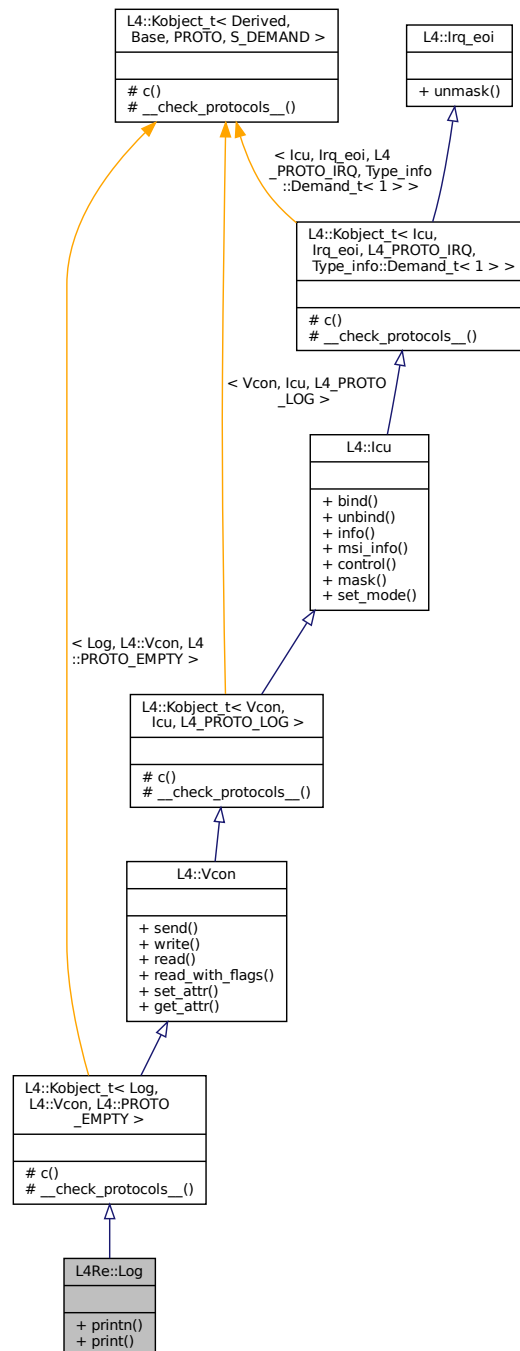 L4::Kobject_t< Derived,
Base, PROTO, S_DEMAND >
# c()
# __check_protocols__()
L4::Irq_eoi
+ unmask()
< Icu, Irq_eoi, L4
_PROTO_IRQ, Type_info
::Demand_t< 1 > >
L4::Kobject_t< Icu,
Irq_eoi, L4_PROTO_IRQ,
Type_info::Demand_t< 1 > >
# c()
# __check_protocols__()
< Vcon, Icu, L4_PROTO
_LOG >
L4::Icu
+ bind()
+ unbind()
+ info()
+ msi_info()
+ control()
+ mask()
+ set_mode()
< Log, L4::Vcon, L4
::PROTO_EMPTY >
L4::Kobject_t< Vcon,
Icu, L4_PROTO_LOG >
# c()
# __check_protocols__()
L4::Vcon
+ send()
+ write()
+ read()
+ read_with_flags()
+ set_attr()
+ get_attr()
L4::Kobject_t< Log,
L4::Vcon, L4::PROTO
_EMPTY >
# c()
# __check_protocols__()
L4Re::Log
+ printn()
+ print()